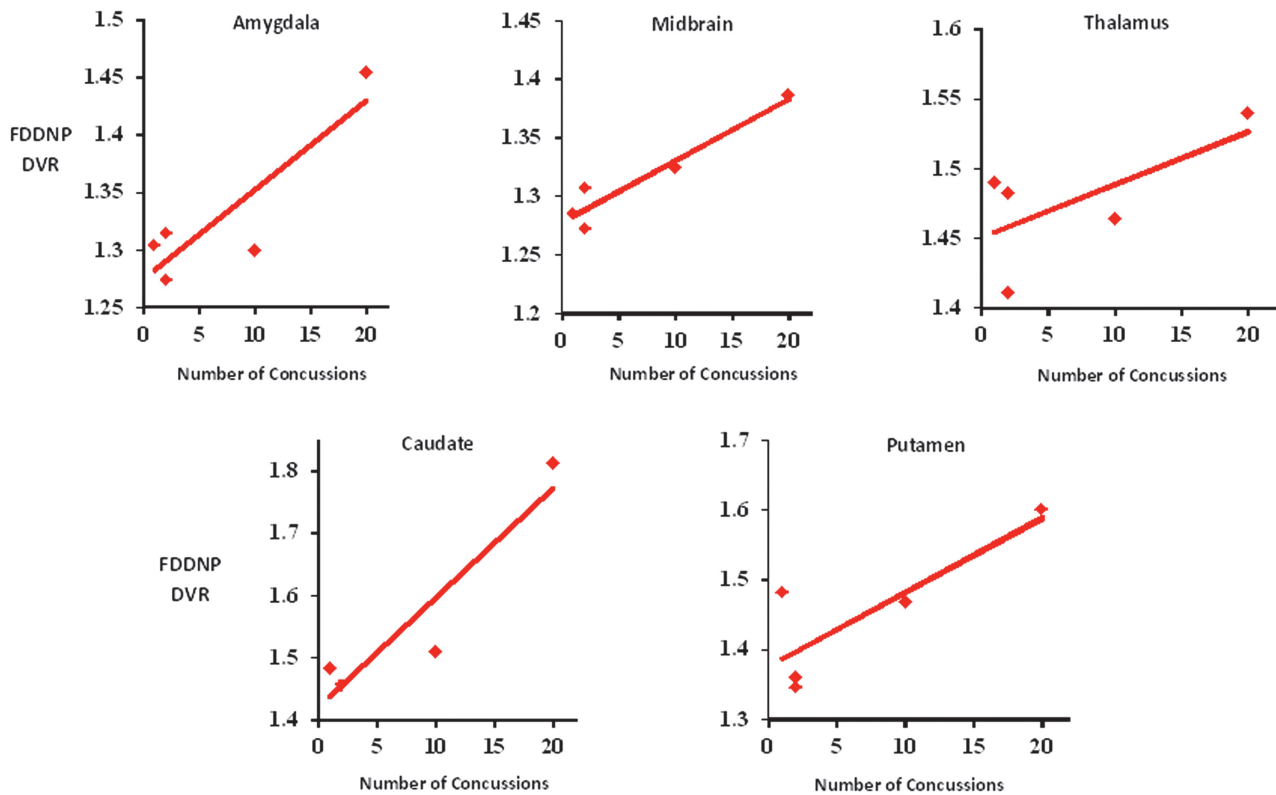 Amygdala
FDDNP
DVR
1.5
1.45
1.4
1.35
1.3
1.25
0 5 10 15 20
Number of Concussions
Midbrain
1.45
1.4
1.35
1.3
1.25
1.2
0 5 10 15 20
Number of Concussions
Thalamus
1.6
1.55
1.5
1.45
1.4
0 5 10 15 20
Number of Concussions
Caudate
FDDNP
DVR
1.8
1.7
1.6
1.5
1.4
0 5 10 15 20
Number of Concussions
Putamen
1.7
1.6
1.5
1.4
1.3
0 5 10 15 20
Number of Concussions